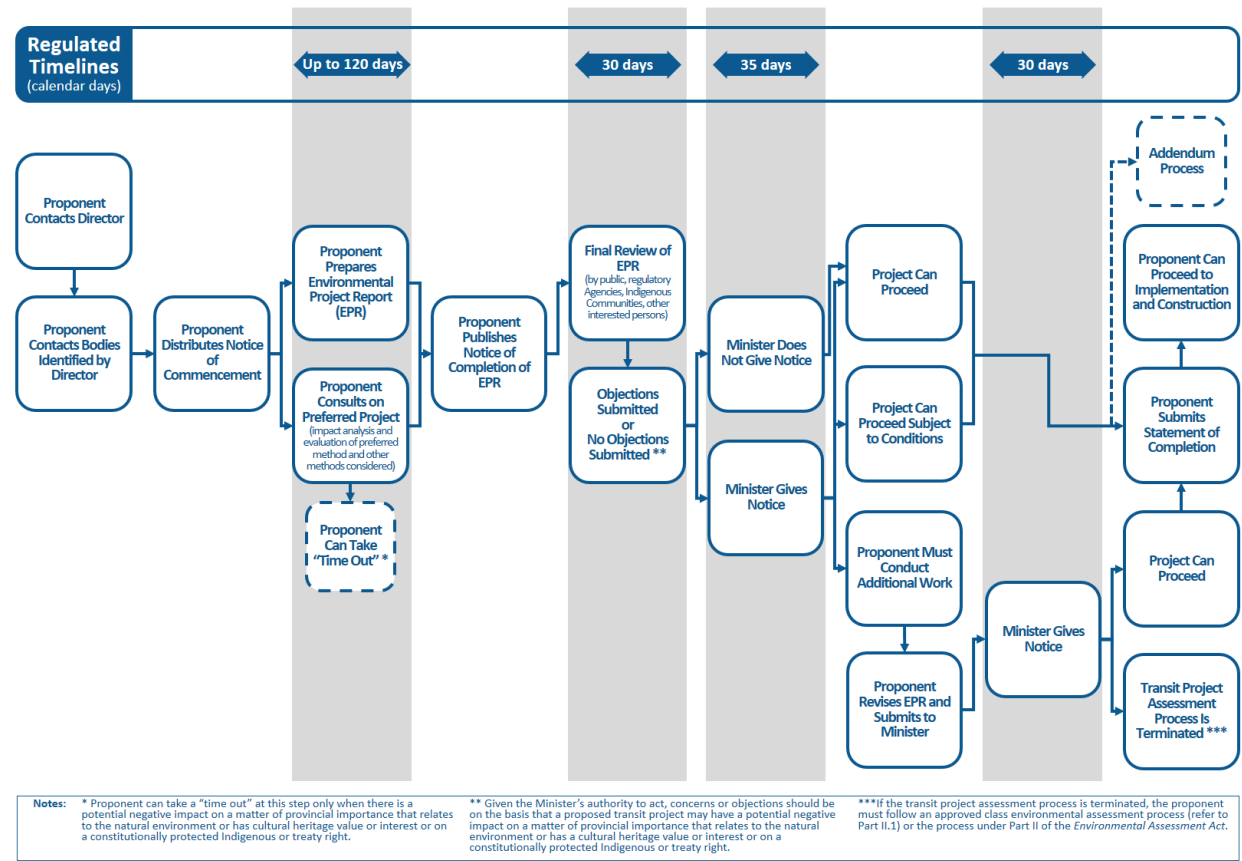 Regulated
Timelines
(calendar days)
Up to 120 days
30 days
35 days
30 days
Proponent
Contacts Director
Proponent
Contacts Bodies
Identified by
Director
Proponent
Distributes Notice
of
Commencement
Proponent
Prepares
Environmental
Project Report
(EPR)
Proponent
Consults on
Preferred Project
(impact analysis and
evaluation of preferred
method and other
methods considered)
Proponent
Can Take
“Time Out” *
Proponent
Publishes
Notice of
Completion of
EPR
Final Review of
EPR
(by public, regulatory
Agencies, Indigenous
Communities, other
interested persons)
Objections
Submitted
or
No Objections
Submitted **
Minister Does
Not Give Notice
Minister Gives
Notice
Project Can
Proceed
Project Can
Proceed Subject
to Conditions
Proponent Must
Conduct
Additional Work
Proponent
Revises EPR and
Submits to
Minister
Minister Gives
Notice
Addendum
Process
Proponent Can
Proceed to
Implementation
and Construction
Proponent
Submits
Statement of
Completion
Project Can
Proceed
Transit Project
Assessment
Process Is
Terminated ***
Notes:
* Proponent can take a “time out” at this step only when there is a
potential negative impact on a matter of provincial importance that relates
to the natural environment or has cultural heritage value or interest or on
a constitutionally protected Indigenous or treaty right.
** Given the Minister’s authority to act, concerns or objections should be
on the basis that a proposed transit project may have a potential negative
impact on a matter of provincial importance that relates to the natural
environment or has a cultural heritage value or interest or on a
constitutionally protected Indigenous or treaty right.
***If the transit project assessment process is terminated, the proponent
must follow an approved class environmental assessment process (refer to
Part II.1) or the process under Part II of the Environmental Assessment Act.